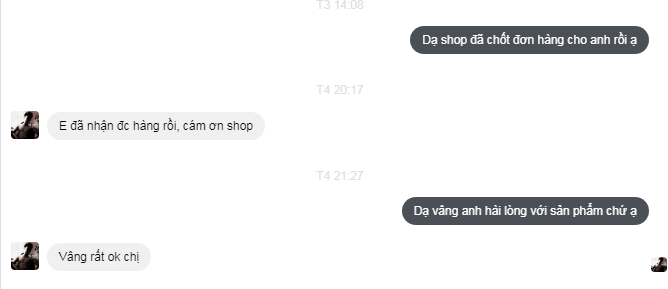 T3 14:08
Dạ shop đã chốt đơn hàng cho anh rồi ạ
T4 20:17
E đã nhận đc hàng rồi, cám ơn shop
T4 21:27
Dạ vâng anh hài lòng với sản phẩm chứ ạ
Vâng rất ok chị